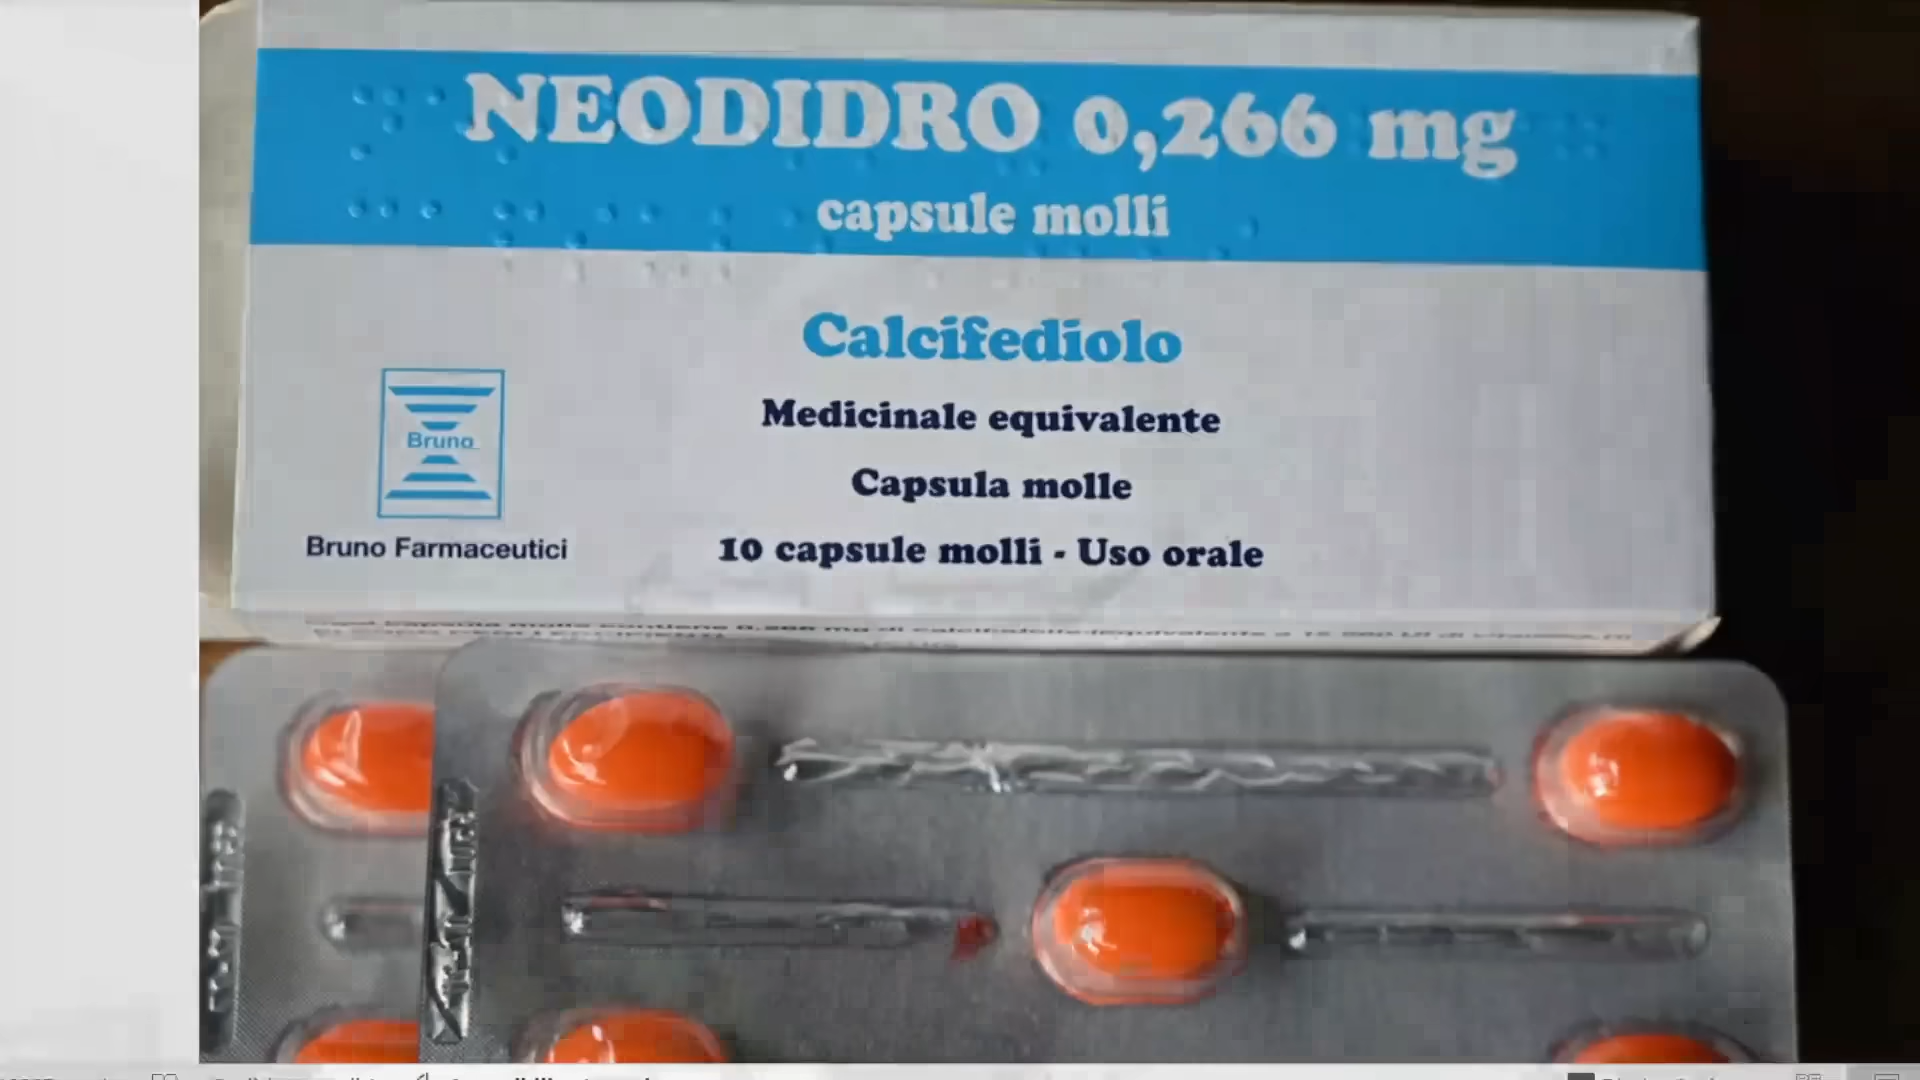 NEODIDRO 0,266 mg
capsule molli
Calcifediolo
Medicinale equivalente
Capsula molle
10 capsule molli - Uso orale
Bruno
Bruno Farmaceutici